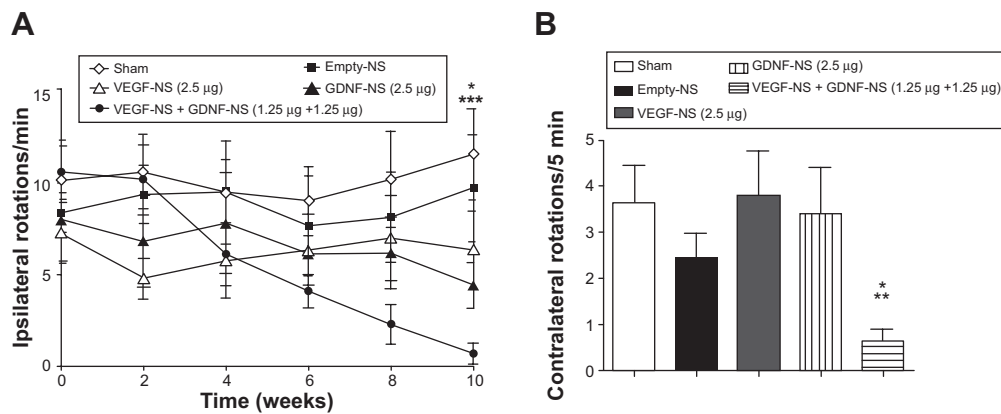 A
Sham
Empty-NS
VEGF-NS (2.5 µg)
GDNF-NS (2.5 µg)
VEGF-NS + GDNF-NS (1.25 µg +1.25 µg)
*
***
Ipsilateral rotations/min
15
10
5
0
0 2 4 6 8 10
Time (weeks)
B
Sham
GDNF-NS (2.5 µg)
Empty-NS
VEGF-NS + GDNF-NS (1.25 µg +1.25 µg)
VEGF-NS (2.5 µg)
Contralateral rotations/5 min
5
4
3
2
1
0
*
**